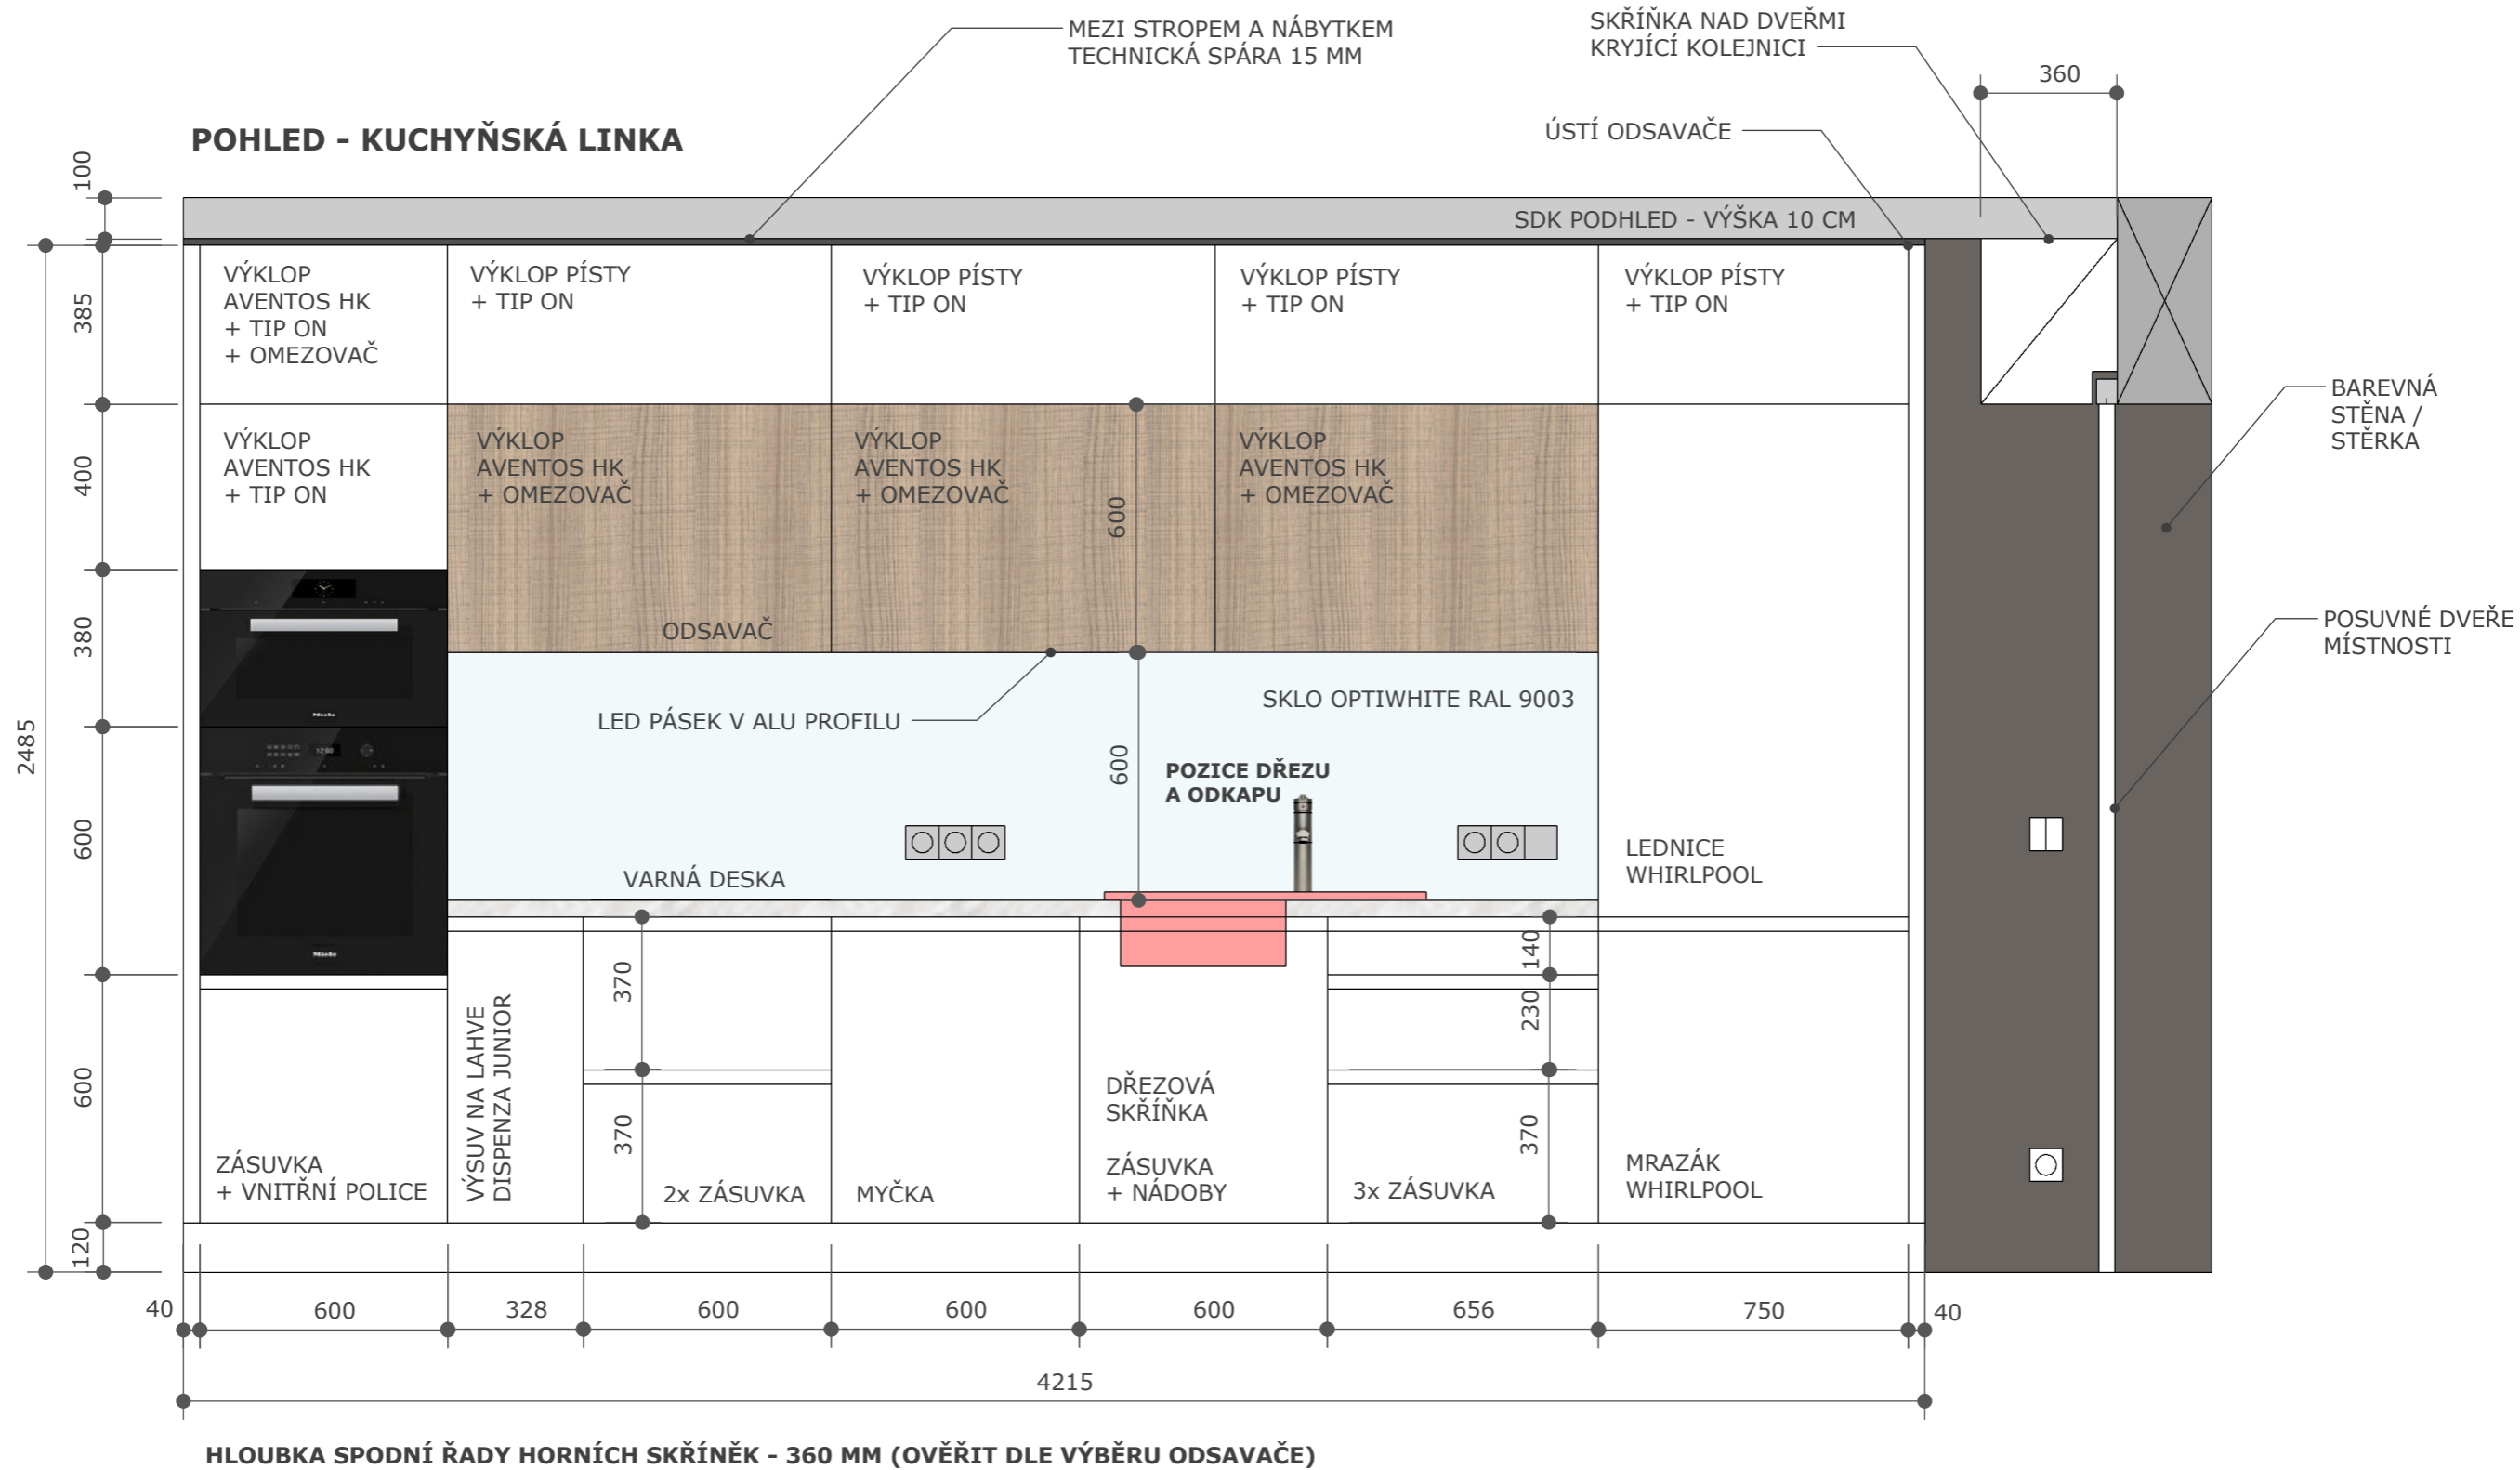 MEZI STROPEM A NÁBYTKEM
TECHNICKÁ SPÁRA 15 MM
SKŘÍŇKA NAD DVEŘMI
KRYJÍCÍ KOLEJNICI
360
ÚSTÍ ODSAVAČE
POHLED - KUCHYŇSKÁ LINKA
100
SDK PODHLED - VÝŠKA 10 CM
385
VÝKLOP
AVENTOS HK
+ TIP ON
+ OMEZOVAČ
VÝKLOP PÍSTY
+ TIP ON
VÝKLOP PÍSTY
+ TIP ON
VÝKLOP PÍSTY
+ TIP ON
VÝKLOP PÍSTY
+ TIP ON
BAREVNÁ
STĚNA /
STĚRKA
400
VÝKLOP
AVENTOS HK
+ TIP ON
VÝKLOP
AVENTOS HK
+ OMEZOVAČ
VÝKLOP
AVENTOS HK
+ OMEZOVAČ
VÝKLOP
AVENTOS HK
+ OMEZOVAČ
600
380
ODSAVAČ
POSUVNÉ DVEŘE
MÍSTNOSTI
Miele
SKLO OPTIWHITE RAL 9003
LED PÁSEK V ALU PROFILU
2485
12:00
600
POZICE DŘEZU
A ODKAPU
600
VARNÁ DESKA
LEDNICE
WHIRLPOOL
Miele
370
140
230
600
VÝSUV NA LAHVE
DISPENZA JUNIOR
370
370
DŘEZOVÁ
SKŘÍŇKA
ZÁSUVKA
+ VNITŘNÍ POLICE
2x ZÁSUVKA
MYČKA
ZÁSUVKA
+ NÁDOBY
3x ZÁSUVKA
MRAZÁK
WHIRLPOOL
120
40
600
328
600
600
600
656
750
40
4215
HLOUBKA SPODNÍ ŘADY HORNÍCH SKŘÍNĚK - 360 MM (OVĚŘIT DLE VÝBĚRU ODSAVAČE)